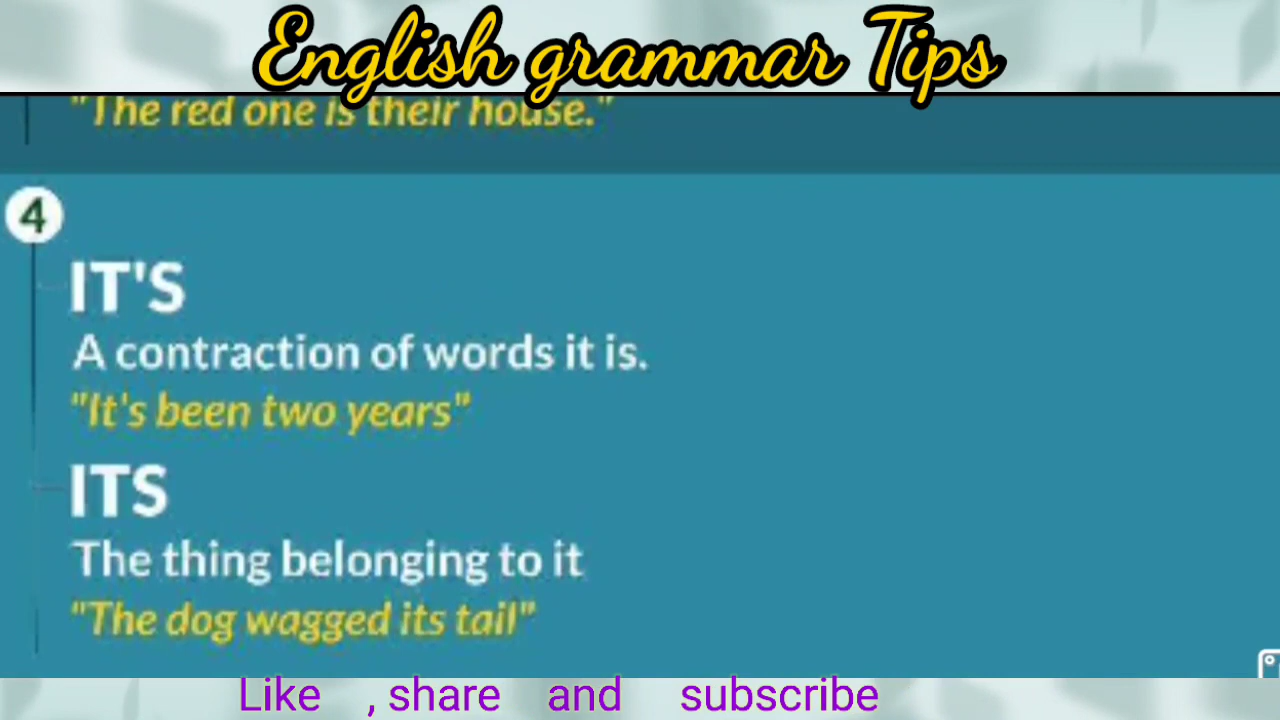 English grammar Tips
"The red one is their house."
4
IT'S
A contraction of words it is.
"It's been two years"
ITS
The thing belonging to it
"The dog wagged its tail"
Like , share and subscribe